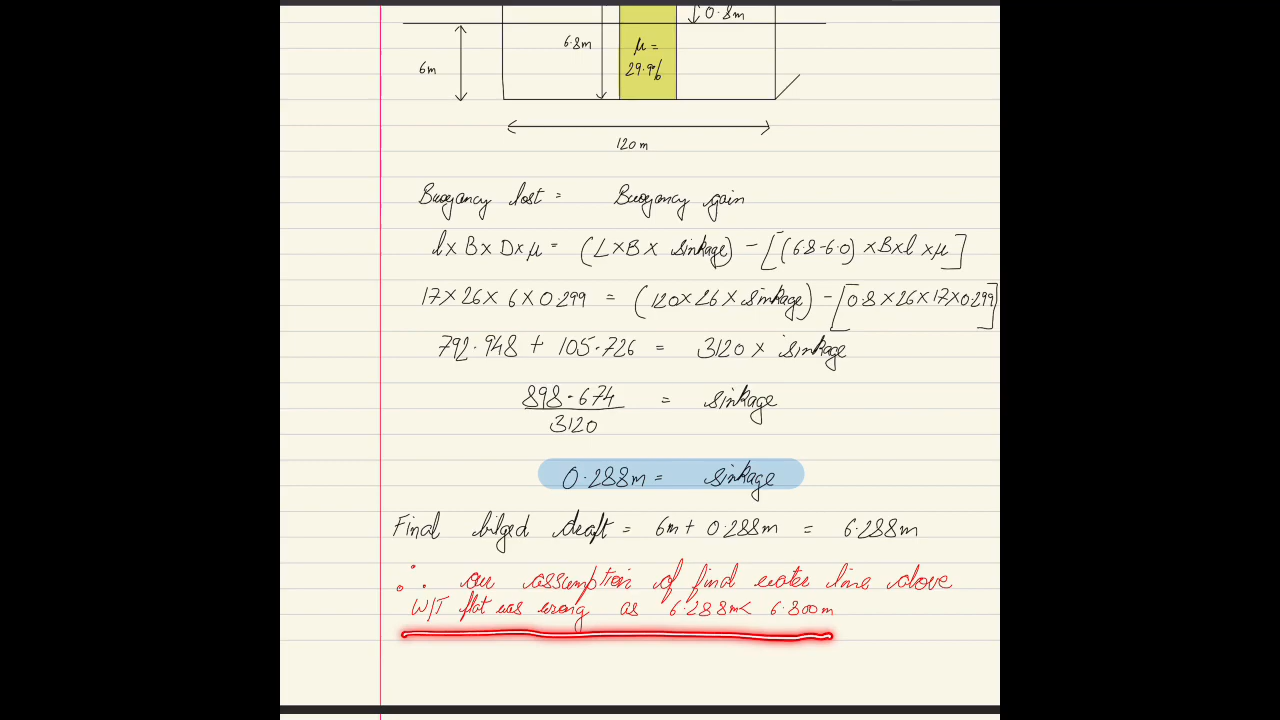 0.8m
6.8m
μ =
29.9%
6m
120m
Buoyancy lost = Buoyancy gain
l × B × D × μ = (L × B × sinkage) - [(6.8-6.0) × B × l × μ]
17 × 26 × 6 × 0.299 = (120 × 26 × sinkage) - [0.8 × 26 × 17 × 0.299]
792.948 + 105.726 = 3120 × sinkage
898.674 = sinkage
3120
0.288m = sinkage
Final bilged draft = 6m + 0.288m = 6.288m
∴ our assumption of final water line above
W/T flat was wrong as 6.288m < 6.800m